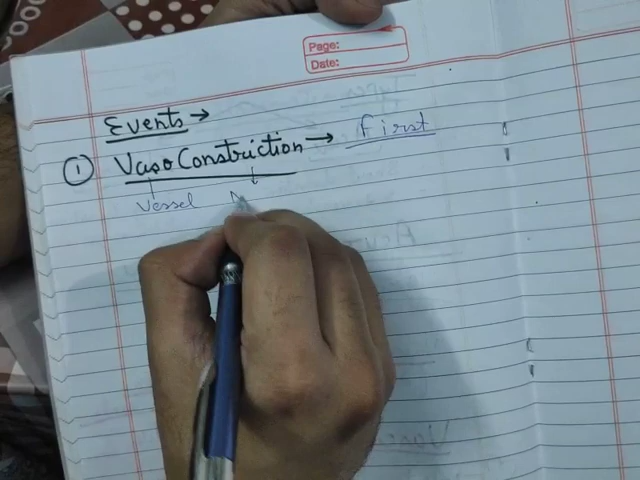 Page:
Date:
Events →
① VasoConstriction → First
Vessel